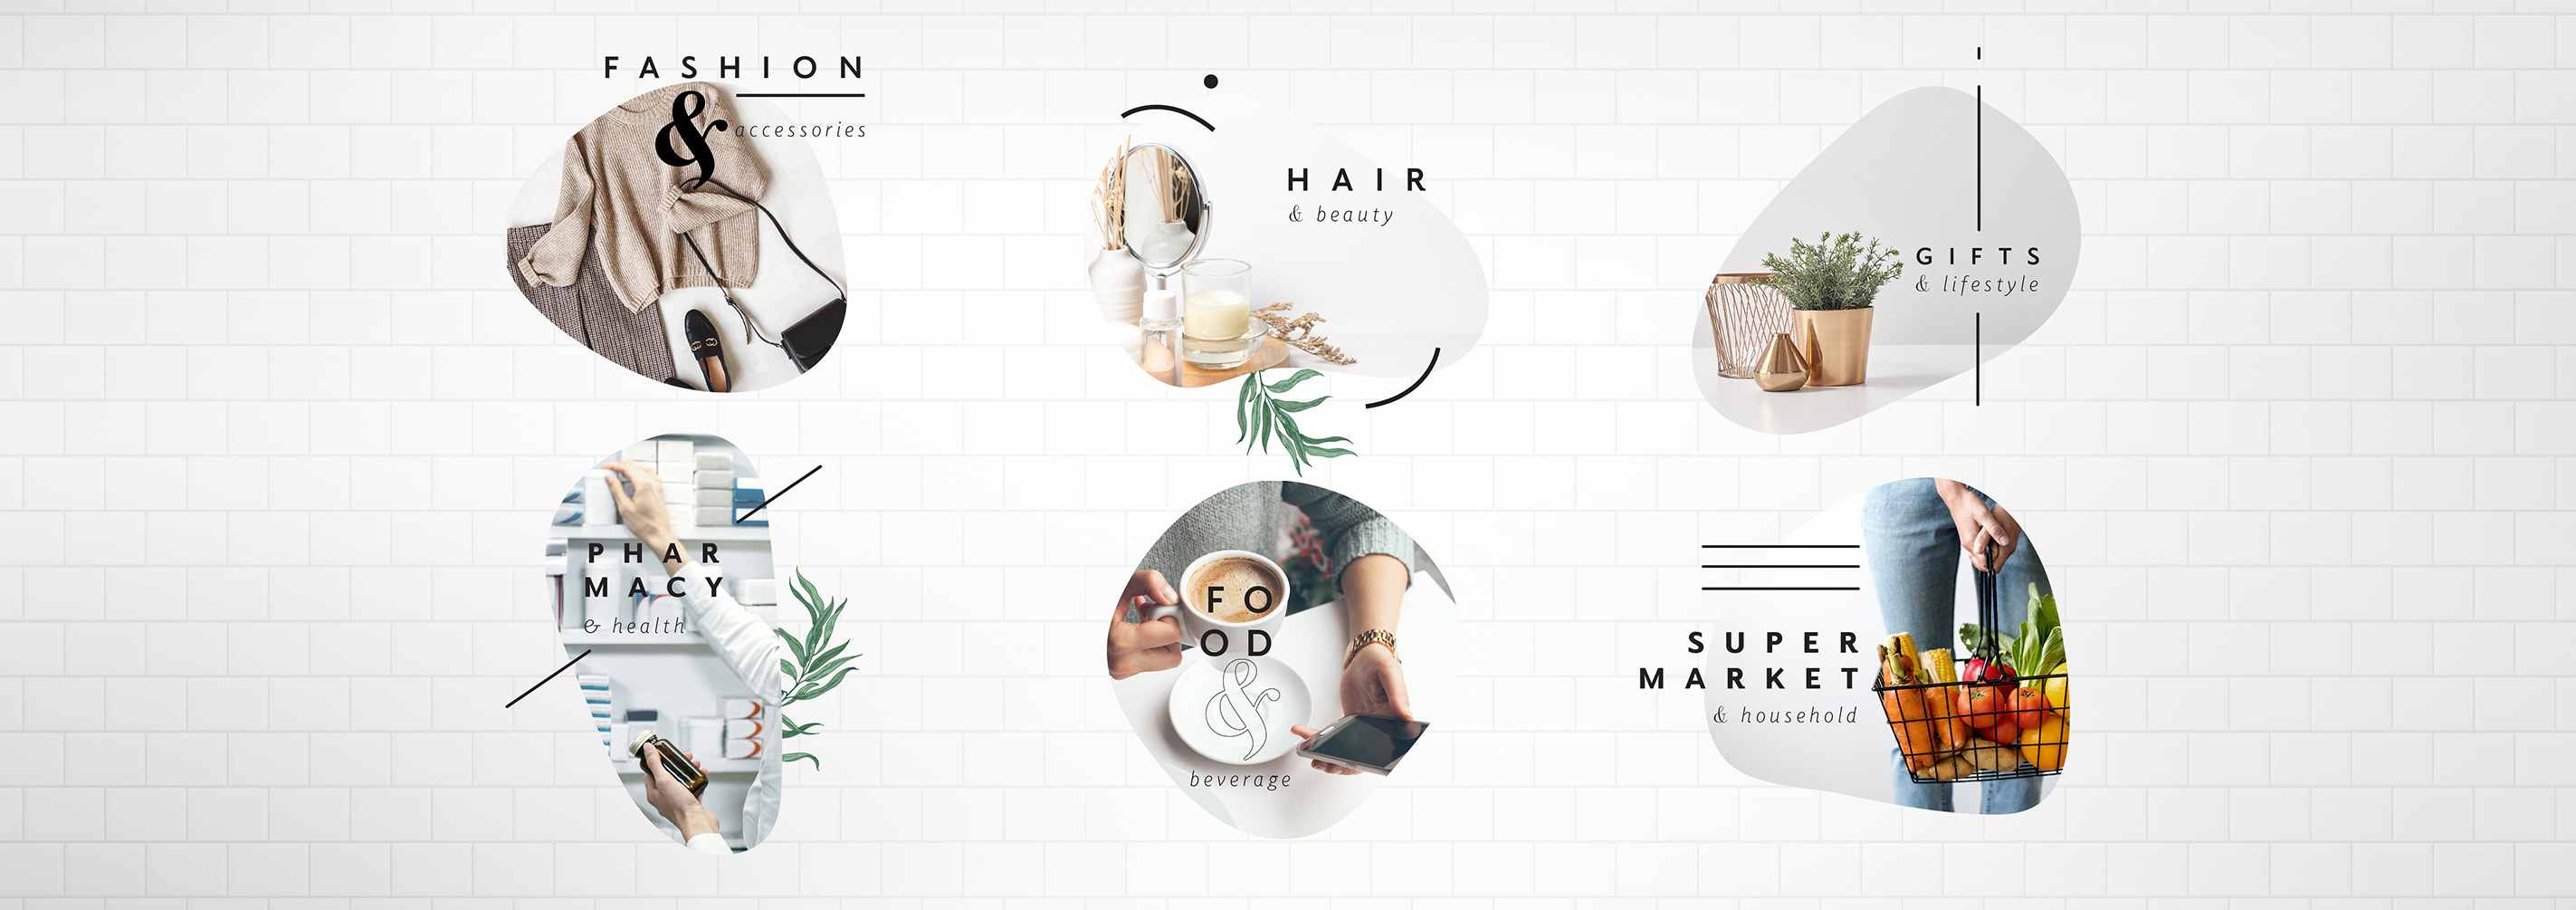 FASHION
& accessories
HAIR
& beauty
GIFTS
& lifestyle
PHAR
MACY
& health
FO
OD
&
beverage
SUPER
MARKET
& household